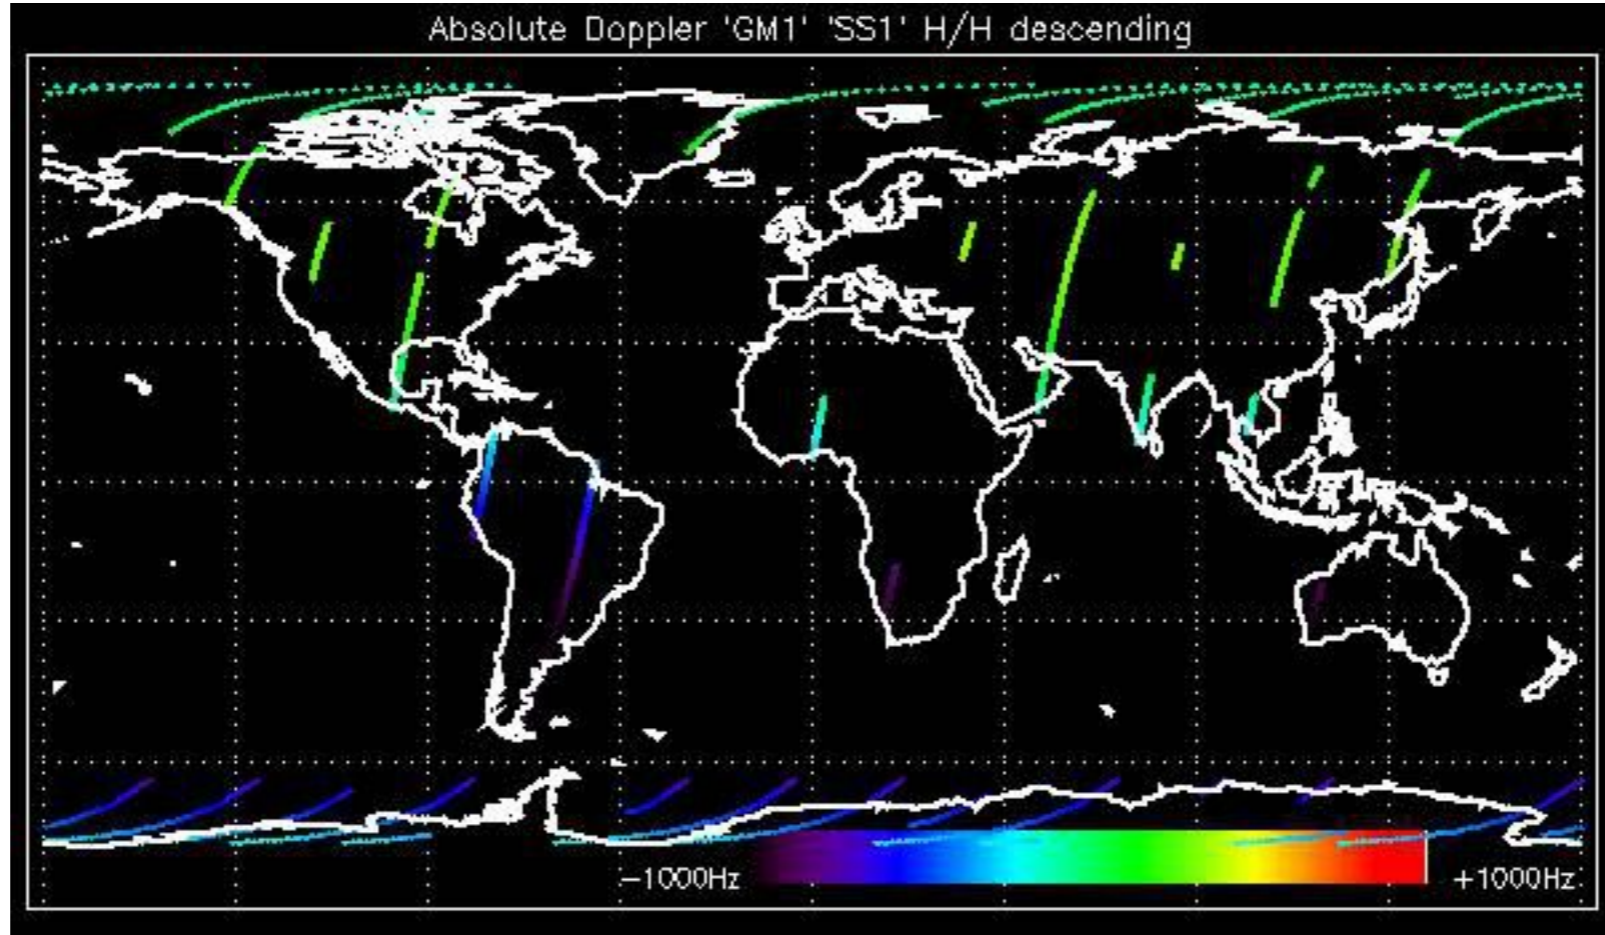 Absolute Doppler 'GM1' 'SS1' H/H descending
−1000Hz
+1000Hz